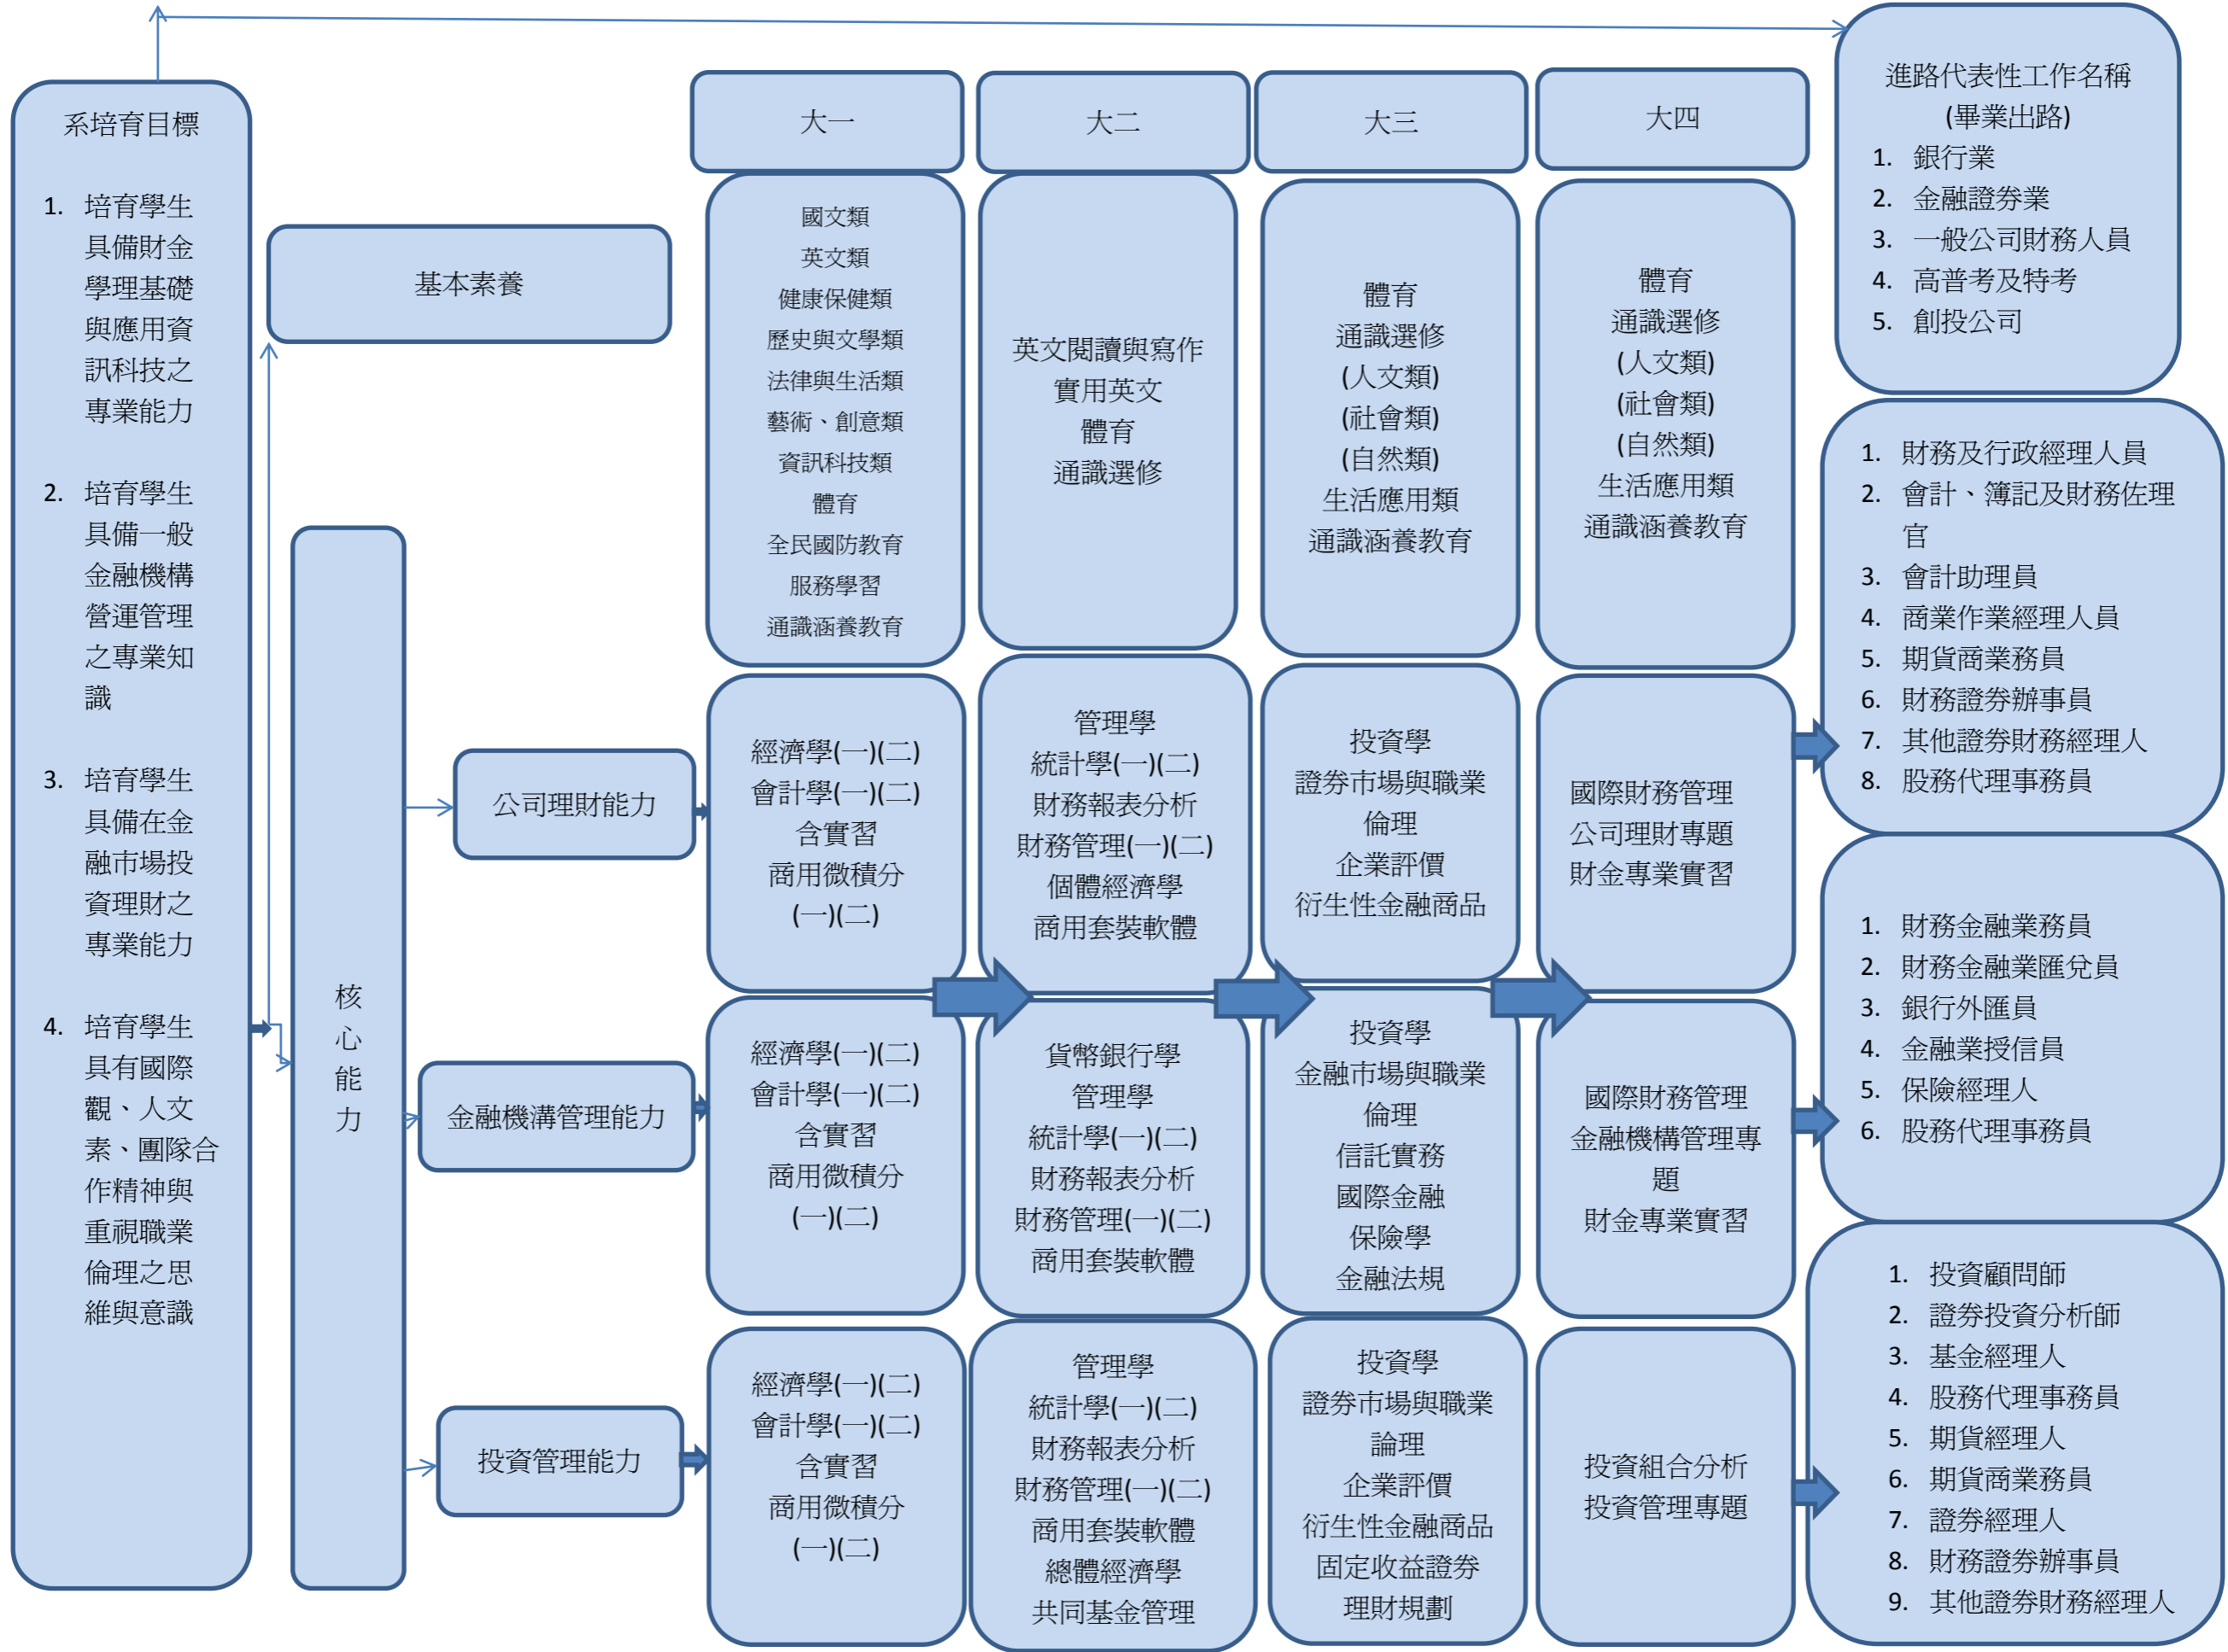 系培育目標
1. 培育學生
具備財金
學理基礎
與應用資
訊科技之
專業能力
2. 培育學生
具備一般
金融機構
營運管理
之專業知
識
3. 培育學生
具備在金
融市場投
資理財之
專業能力
4. 培育學生
具有國際
觀、人文
素、團隊合
作精神與
重視職業
倫理之思
維與意識
基本素養
核
心
能
力
公司理財能力
金融機溝管理能力
投資管理能力
大一
國文類
英文類
健康保健類
歷史與文學類
法律與生活類
藝術、創意類
資訊科技類
體育
全民國防教育
服務學習
通識涵養教育
經濟學(一)(二)
會計學(一)(二)
含實習
商用微積分
(一)(二)
經濟學(一)(二)
會計學(一)(二)
含實習
商用微積分
(一)(二)
經濟學(一)(二)
會計學(一)(二)
含實習
商用微積分
(一)(二)
大二
英文閱讀與寫作
實用英文
體育
通識選修
管理學
統計學(一)(二)
財務報表分析
財務管理(一)(二)
個體經濟學
商用套裝軟體
貨幣銀行學
管理學
統計學(一)(二)
財務報表分析
財務管理(一)(二)
商用套裝軟體
管理學
統計學(一)(二)
財務報表分析
財務管理(一)(二)
商用套裝軟體
總體經濟學
共同基金管理
大三
體育
通識選修
(人文類)
(社會類)
(自然類)
生活應用類
通識涵養教育
投資學
證券市場與職業
倫理
企業評價
衍生性金融商品
投資學
金融市場與職業
倫理
信託實務
國際金融
保險學
金融法規
投資學
證券市場與職業
論理
企業評價
衍生性金融商品
固定收益證券
理財規劃
大四
體育
通識選修
(人文類)
(社會類)
(自然類)
生活應用類
通識涵養教育
國際財務管理
公司理財專題
財金專業實習
國際財務管理
金融機構管理專
題
財金專業實習
投資組合分析
投資管理專題
進路代表性工作名稱
(畢業出路)
1. 銀行業
2. 金融證券業
3. 一般公司財務人員
4. 高普考及特考
5. 創投公司
1. 財務及行政經理人員
2. 會計、簿記及財務佐理
官
3. 會計助理員
4. 商業作業經理人員
5. 期貨商業務員
6. 財務證券辦事員
7. 其他證券財務經理人
8. 股務代理事務員
1. 財務金融業務員
2. 財務金融業匯兌員
3. 銀行外匯員
4. 金融業授信員
5. 保險經理人
6. 股務代理事務員
1. 投資顧問師
2. 證券投資分析師
3. 基金經理人
4. 股務代理事務員
5. 期貨經理人
6. 期貨商業務員
7. 證券經理人
8. 財務證券辦事員
9. 其他證券財務經理人